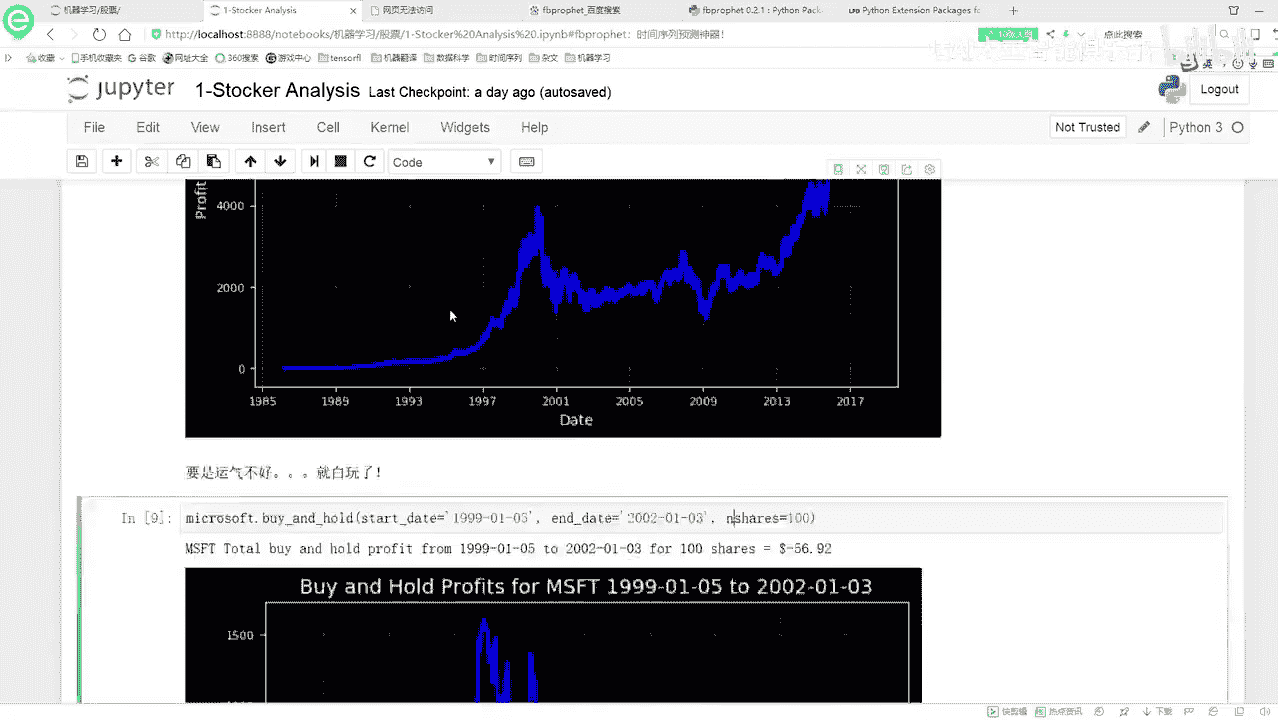 机器学习/股票/
1-Stocker Analysis
网页无法访问
fbprophet_百度搜索
fbprophet 0.2.1 : Python Pack
Python Extension Packages fo
http://localhost:8888/
机器学习/股票/1-Stocker%20Analysis%20.ipynb#fbprophet：时间序列预测神器！
点此搜索
收藏
手机收藏夹
谷歌
网址大全
360搜索
游戏中心
tensorfl
机器翻译
数据科学
时间序列
杂文
机器学习
英
jupyter
1-Stocker Analysis
Last Checkpoint: a day ago (autosaved)
Logout
File
Edit
View
Insert
Cell
Kernel
Widgets
Help
Not Trusted
Python 3
Code
Profit
4000
2000
0
1985
1989
1993
1997
2001
2005
2009
2013
2017
Date
要是运气不好。。。就白玩了！
In [9]:
microsoft.buy_and_hold(start_date='1999-01-05', end_date='2002-01-03', nshares=100)
MSFT Total buy and hold profit from 1999-01-05 to 2002-01-03 for 100 shares = $-56.92
Buy and Hold Profits for MSFT 1999-01-05 to 2002-01-03
1500
快剪辑
热点资讯
下载